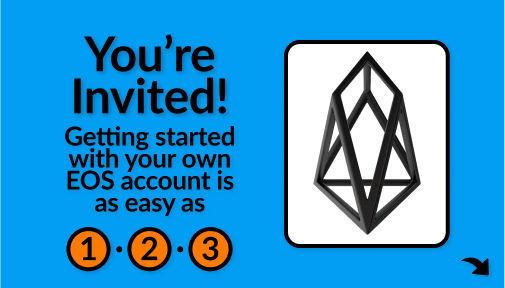 You're
Invited!
Getting started
with your own
EOS account is
as easy as
1 · 2 · 3